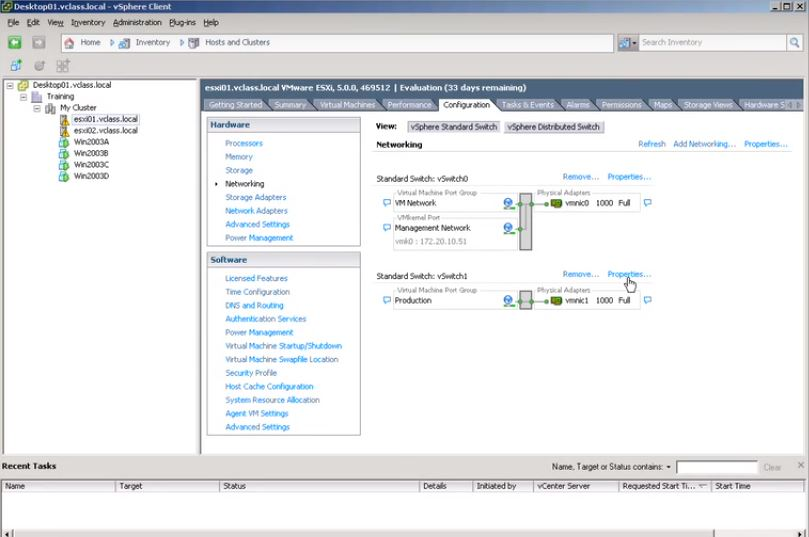 Desktop01.vclass.local - vSphere Client
File Edit View Inventory Administration Plug-ins Help
Home Inventory Hosts and Clusters Search Inventory
Desktop01.vclass.local
Training
My Cluster
esxi01.vclass.local
esxi02.vclass.local
Win2003A
Win2003B
Win2003C
Win2003D
esxi01.vclass.local VMware ESXi, 5.0.0, 469512 | Evaluation (33 days remaining)
Getting Started Summary Virtual Machines Performance Configuration Tasks & Events Alarms Permissions Maps Storage Views Hardware S
Hardware
Processors
Memory
Storage
Networking
Storage Adapters
Network Adapters
Advanced Settings
Power Management
Software
Licensed Features
Time Configuration
DNS and Routing
Authentication Services
Power Management
Virtual Machine Startup/Shutdown
Virtual Machine Swapfile Location
Security Profile
Host Cache Configuration
System Resource Allocation
Agent VM Settings
Advanced Settings
View: vSphere Standard Switch vSphere Distributed Switch
Networking Refresh Add Networking... Properties...
Standard Switch: vSwitch0 Remove... Properties...
Virtual Machine Port Group Physical Adapters
VM Network vmnic0 1000 Full
VMkernel Port
Management Network
vmk0 : 172.20.10.51
Standard Switch: vSwitch1 Remove... Properties...
Virtual Machine Port Group Physical Adapters
Production vmnic1 1000 Full
Recent Tasks Name, Target or Status contains: Clear
Name Target Status Details Initiated by vCenter Server Requested Start Ti... Start Time